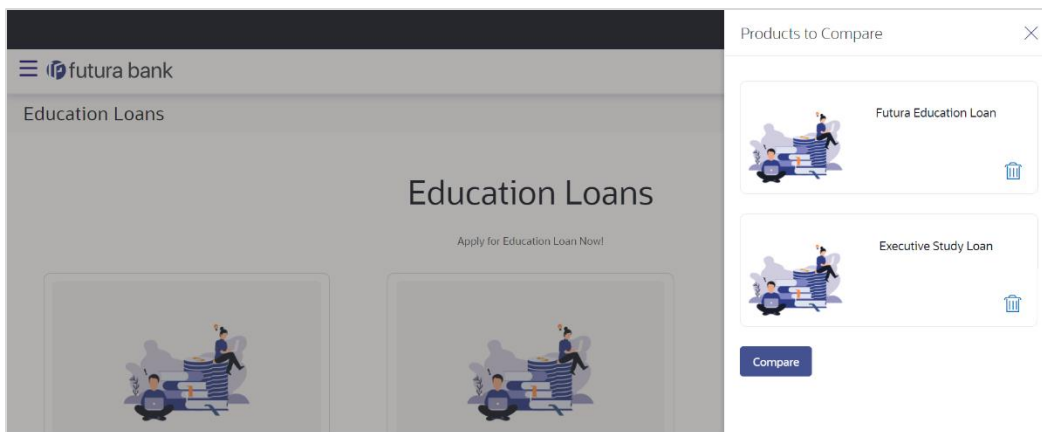 futura bank
Education Loans
Education Loans
Apply for Education Loan Now!
Products to Compare
Futura Education Loan
Executive Study Loan
Compare